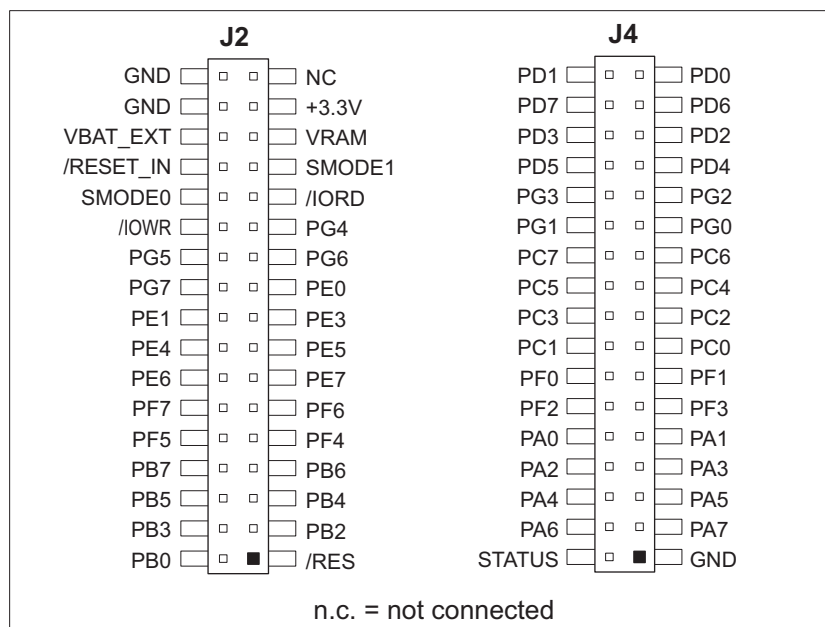 J2
GND NC
GND +3.3V
VBAT_EXT VRAM
/RESET_IN SMODE1
SMODE0 /IORD
/IOWR PG4
PG5 PG6
PG7 PE0
PE1 PE3
PE4 PE5
PE6 PE7
PF7 PF6
PF5 PF4
PB7 PB6
PB5 PB4
PB3 PB2
PB0 /RES
J4
PD1 PD0
PD7 PD6
PD3 PD2
PD5 PD4
PG3 PG2
PG1 PG0
PC7 PC6
PC5 PC4
PC3 PC2
PC1 PC0
PF0 PF1
PF2 PF3
PA0 PA1
PA2 PA3
PA4 PA5
PA6 PA7
STATUS GND
n.c. = not connected